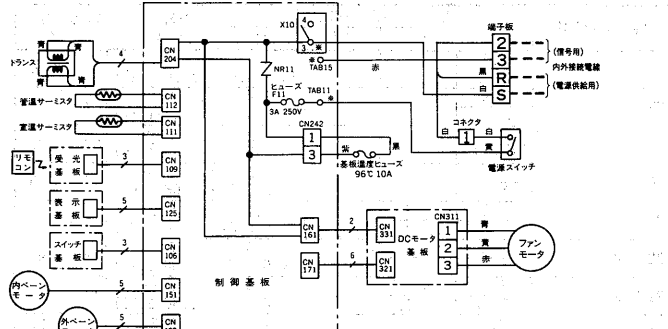 青
青
青
青
トランス
4
CN
204
管温サーミスタ
CN
112
室温サーミスタ
CN
111
リモ
コン
受光
基板
3
CN
109
表示
基板
5
CN
125
スイッチ
基板
3
CN
106
内ベーン
モータ
5
CN
151
外ベーン
5
制御基板
X10
4
3
※
※
TAB15
赤
NR11
ヒューズ
F11
TAB11
※
3A 250V
CN242
1
3
紫
黒
基板温度ヒューズ
96℃ 10A
CN
161
2
CN
331
CN
171
6
CN
321
DCモータ
基板
CN311
1
2
3
青
黄
赤
ファン
モータ
端子板
2
3
R
S
黒
白
(信号用)
内外接続電線
(電源供給用)
コネクタ
白
1
白
黄
電源スイッチ